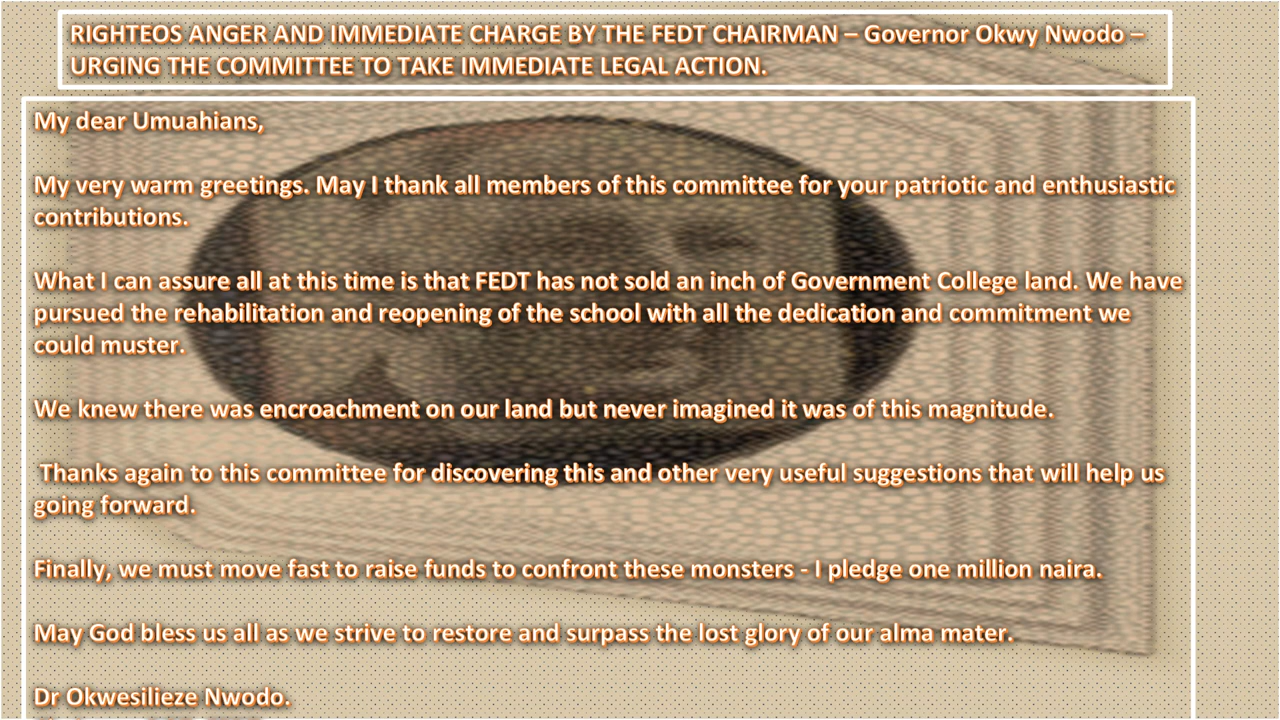 RIGHTEOS ANGER AND IMMEDIATE CHARGE BY THE FEDT CHAIRMAN – Governor Okwy Nwodo –
URGING THE COMMITTEE TO TAKE IMMEDIATE LEGAL ACTION.
My dear Umuahians,
My very warm greetings. May I thank all members of this committee for your patriotic and enthusiastic
contributions.
What I can assure all at this time is that FEDT has not sold an inch of Government College land. We have
pursued the rehabilitation and reopening of the school with all the dedication and commitment we
could muster.
We knew there was encroachment on our land but never imagined it was of this magnitude.
Thanks again to this committee for discovering this and other very useful suggestions that will help us
going forward.
Finally, we must move fast to raise funds to confront these monsters - I pledge one million naira.
May God bless us all as we strive to restore and surpass the lost glory of our alma mater.
Dr Okwesilieze Nwodo.